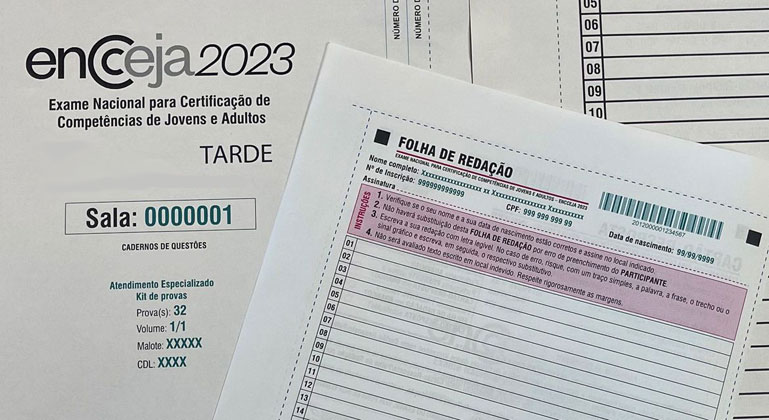 encceja 2023
Exame Nacional para Certificação de
Competências de Jovens e Adultos
TARDE
Sala: 0000001
CADERNOS DE QUESTÕES
Atendimento Especializado
Kit de provas
Prova(s): 32
Volume: 1/1
Malote: XXXXX
CDL: XXXX
NÚMERO D
NÚMERO D
05
06
07
08
09
10
FOLHA DE REDAÇÃO
EXAME NACIONAL PARA CERTIFICAÇÃO DE COMPETÊNCIAS DE JOVENS E ADULTOS – ENCCEJA 2023
Nome completo:
Nº de Inscrição: 999999999999
CPF: 999 999 999 99
Assinatura
201200001234567
Data de nascimento: 99/99/9999
INSTRUÇÕES
1. Verifique se o seu nome e a sua data de nascimento estão corretos e assine no local indicado.
2. Não haverá substituição desta FOLHA DE REDAÇÃO por erro de preenchimento do PARTICIPANTE.
3. Escreva a sua redação com letra legível. No caso de erro, risque, com um traço simples, a palavra, a frase, o trecho ou o
sinal gráfico e escreva, em seguida, o respectivo substitutivo.
4. Não será avaliado texto escrito em local indevido. Respeite rigorosamente as margens.
01
02
03
04
05
06
07
08
09
10
11
12
13
14